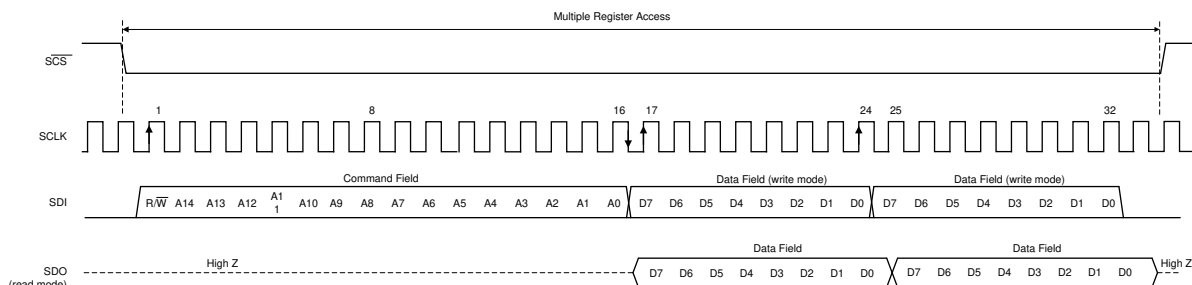 Multiple Register Access
SCS
1 8 16 17 24 25 32
SCLK
Command Field Data Field (write mode) Data Field (write mode)
SDI R/W A14 A13 A12 A1 A10 A9 A8 A7 A6 A5 A4 A3 A2 A1 A0 D7 D6 D5 D4 D3 D2 D1 D0 D7 D6 D5 D4 D3 D2 D1 D0
1
Data Field Data Field
High Z High Z
SDO D7 D6 D5 D4 D3 D2 D1 D0 D7 D6 D5 D4 D3 D2 D1 D0
(read mode)